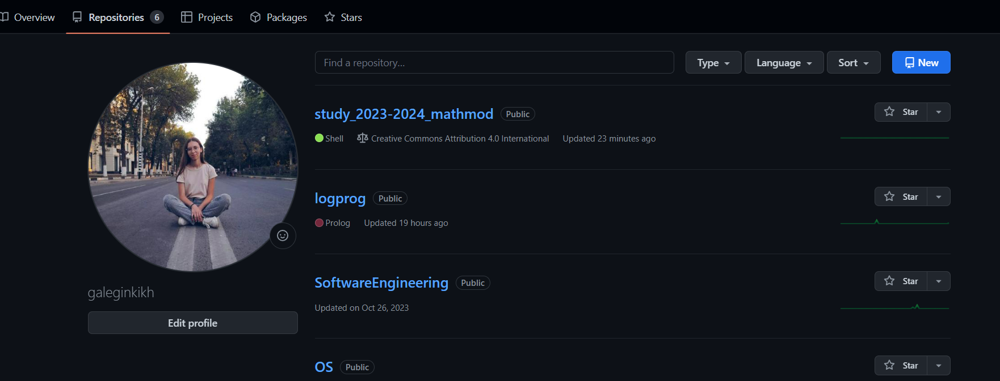 Overview Repositories 6 Projects Packages Stars
Find a repository... Type Language Sort New
study_2023-2024_mathmod Public Star
Shell Creative Commons Attribution 4.0 International Updated 23 minutes ago
logprog Public Star
Prolog Updated 19 hours ago
SoftwareEngineering Public Star
Updated on Oct 26, 2023
OS Public Star
galeginkikh
Edit profile